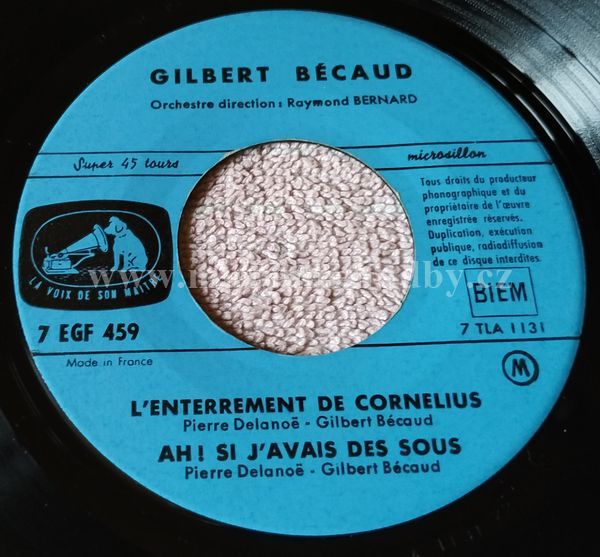 GILBERT BÉCAUD
Orchestre direction: Raymond BERNARD
Super 45 tours
microsillon
Tous droits du producteur
phonographique et du
propriétaire de l'œuvre
enregistrée réservés.
Duplication, exécution
publique, radiodiffusion
de ce disque interdites.
LA VOIX DE SON MAITRE
BIEM
7 EGF 459
7 TLA 1131
Made in France
M
L'ENTERREMENT DE CORNELIUS
Pierre Delanoë - Gilbert Bécaud
AH! SI J'AVAIS DES SOUS
Pierre Delanoë - Gilbert Bécaud